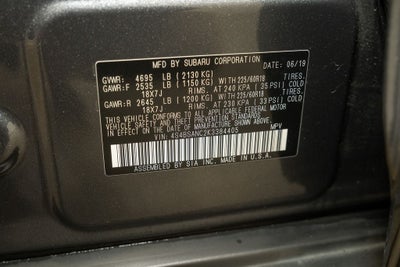 MFD BY SUBARU CORPORATION DATE: 06/19
GVWR: 4695 LB (2130 KG)
GAWR:F 2535 LB (1150 KG) WITH 225/60R18 TIRES,
18X7J RIMS, AT 240 KPA (35 PSI) COLD
GAWR:R 2645 LB (1200 KG) WITH 225/60R18 TIRES,
18X7J RIMS, AT 230 KPA (33 PSI) COLD
THIS VEHICLE CONFORMS TO ALL APPLICABLE FEDERAL MOTOR
VEHICLE SAFETY AND THEFT PREVENTION STANDARDS IN EFFECT
ON THE DATE OF MANUFACTURE SHOWN ABOVE.
VIN: 4S4BSANC2K3384405 MPV
ASSEMBLED BY SIA INC, MADE IN U.S.A.